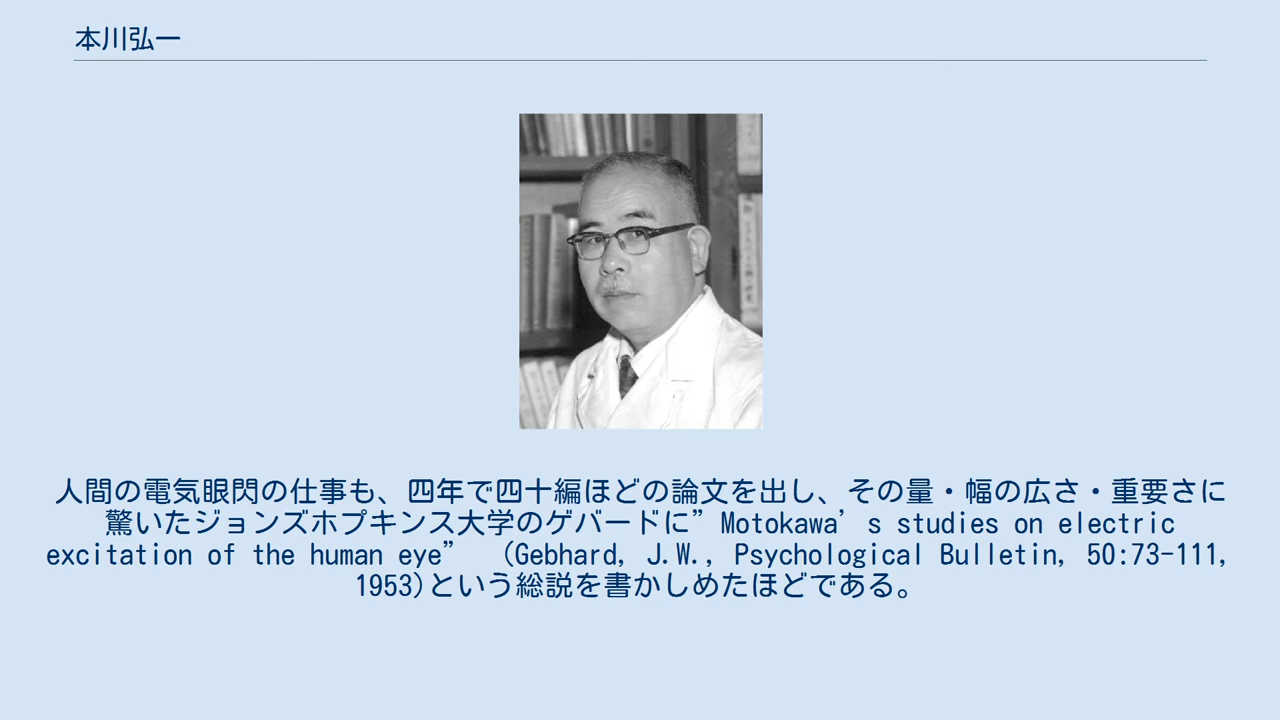 本川弘一
人間の電気眼閃の仕事も、四年で四十編ほどの論文を出し、その量・幅の広さ・重要さに
驚いたジョンズホプキンス大学のゲバードに”Motokawa’s studies on electric
excitation of the human eye” （Gebhard, J.W., Psychological Bulletin, 50:73-111,
1953)という総説を書かしめたほどである。